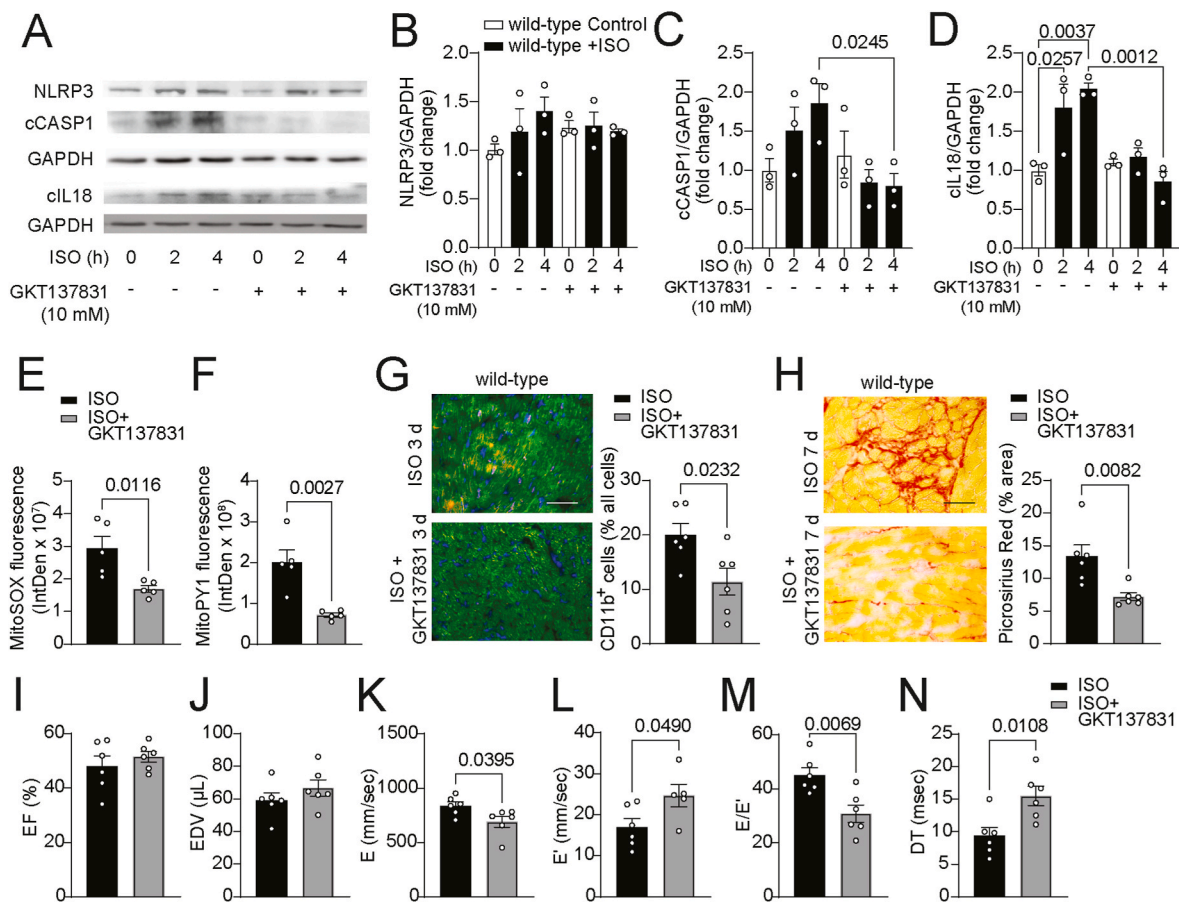 A
NLRP3
cCASP1
GAPDH
cIL18
GAPDH
ISO (h) 0 2 4 0 2 4
GKT137831 - - - + + +
(10 mM)
B
wild-type Control
wild-type +ISO
NLRP3/GAPDH
(fold change)
2.0
1.5
1.0
0.5
0.0
ISO (h) 0 2 4 0 2 4
GKT137831 - - - + + +
(10 mM)
C
0.0245
cCASP1/GAPDH
(fold change)
2.5
2.0
1.5
1.0
0.5
0.0
ISO (h) 0 2 4 0 2 4
GKT137831 - - - + + +
(10 mM)
D
0.0037
0.0257
0.0012
cIL18/GAPDH
(fold change)
2.5
2.0
1.5
1.0
0.5
0.0
ISO (h) 0 2 4 0 2 4
GKT137831 - - - + + +
(10 mM)
E
ISO
ISO+
GKT137831
MitoSOX fluorescence
(IntDen x 10⁷)
0.0116
5
4
3
2
1
0
F
MitoPY1 fluorescence
(IntDen x 10⁸)
0.0027
4
3
2
1
0
G
wild-type
ISO 3 d
ISO +
GKT137831 3 d
ISO
ISO+
GKT137831
CD11b⁺ cells (% all cells)
0.0232
30
20
10
0
H
wild-type
ISO 7 d
ISO +
GKT137831 7 d
ISO
ISO+
GKT137831
Picrosirius Red (% area)
0.0082
25
20
15
10
5
0
I
EF (%)
60
40
20
0
J
EDV (µL)
100
80
60
40
20
0
K
E (mm/sec)
0.0395
1500
1000
500
0
L
E' (mm/sec)
0.0490
40
30
20
10
0
M
E/E'
0.0069
60
40
20
0
N
ISO
ISO+
GKT137831
DT (nsec)
0.0108
25
20
15
10
5
0